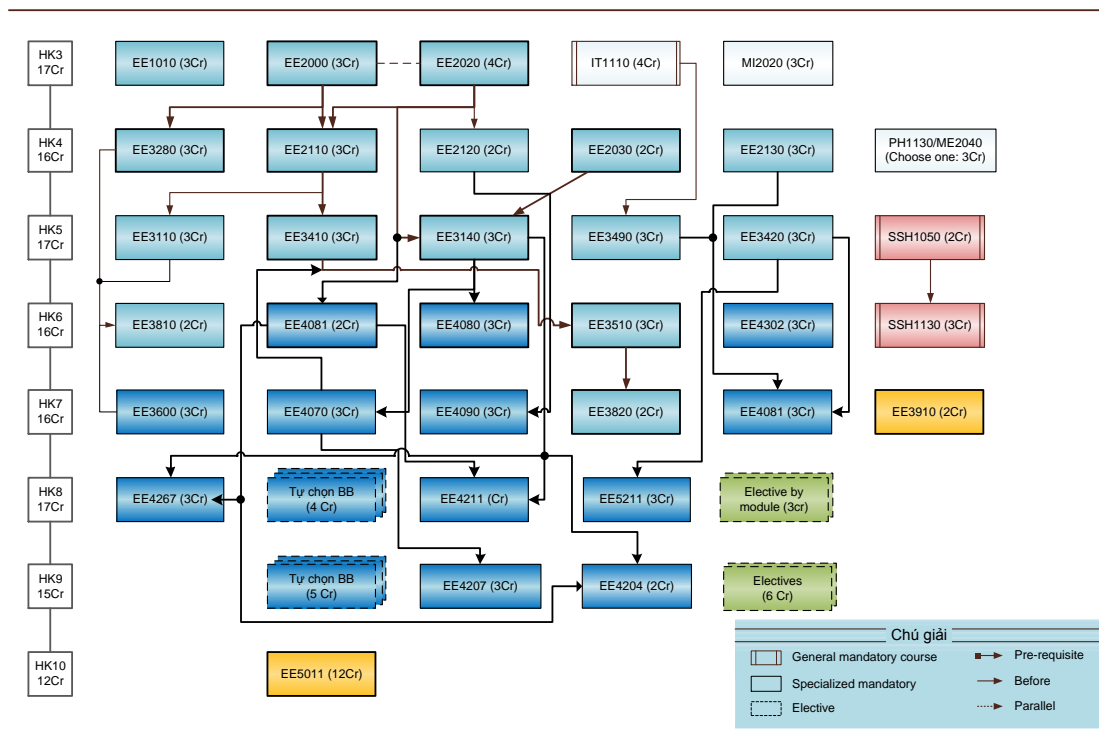 HK3
17Cr
EE1010 (3Cr)
EE2000 (3Cr)
EE2020 (4Cr)
IT1110 (4Cr)
MI2020 (3Cr)
HK4
16Cr
EE3280 (3Cr)
EE2110 (3Cr)
EE2120 (2Cr)
EE2030 (2Cr)
EE2130 (3Cr)
PH1130/ME2040
(Choose one: 3Cr)
HK5
17Cr
EE3110 (3Cr)
EE3410 (3Cr)
EE3140 (3Cr)
EE3490 (3Cr)
EE3420 (3Cr)
SSH1050 (2Cr)
HK6
16Cr
EE3810 (2Cr)
EE4081 (2Cr)
EE4080 (3Cr)
EE3510 (3Cr)
EE4302 (3Cr)
SSH1130 (3Cr)
HK7
16Cr
EE3600 (3Cr)
EE4070 (3Cr)
EE4090 (3Cr)
EE3820 (2Cr)
EE4081 (3Cr)
EE3910 (2Cr)
HK8
17Cr
EE4267 (3Cr)
Tự chọn BB
(4 Cr)
EE4211 (Cr)
EE5211 (3Cr)
Elective by
module (3cr)
HK9
15Cr
Tự chọn BB
(5 Cr)
EE4207 (3Cr)
EE4204 (2Cr)
Electives
(6 Cr)
HK10
12Cr
EE5011 (12Cr)
Chú giải
General mandatory course
Pre-requisite
Specialized mandatory
Before
Elective
Parallel